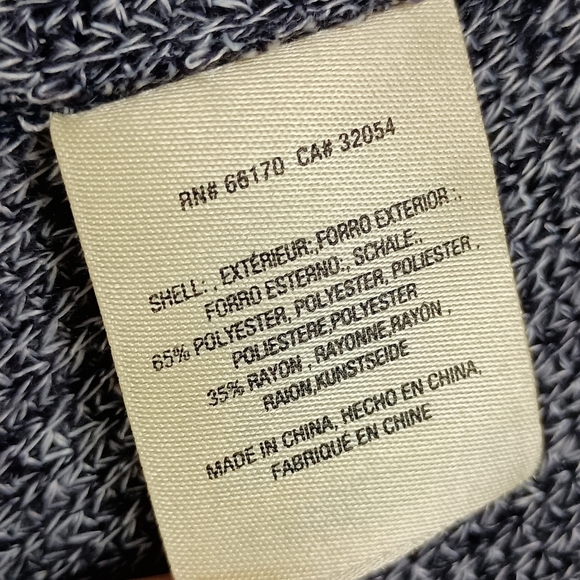 RN# 66170 CA# 32054
SHELL: , EXTÉRIEUR:,FORRO EXTERIOR :,
FORRO ESTERNO:, SCHALE:,
65% POLYESTER, POLYESTER, POLIESTER ,
POLIESTERE,POLYESTER
35% RAYON , RAYONNE,RAYÓN ,
RAION,KUNSTSEIDE
MADE IN CHINA, HECHO EN CHINA,
FABRIQUÉ EN CHINE